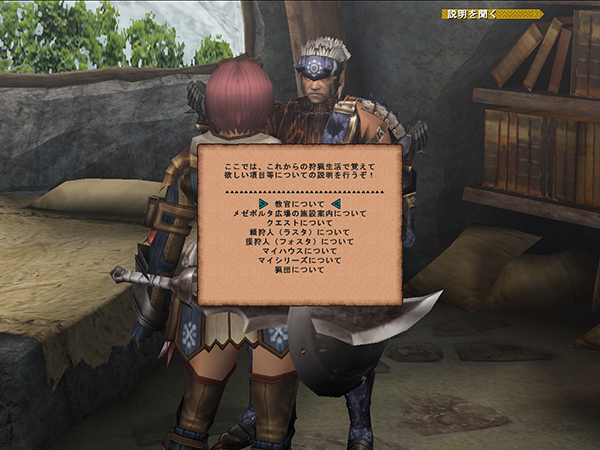 説明を聞く
ここでは、これからの狩猟生活で覚えて
欲しい項目等についての説明を行うぞ！
教官について
メゼポルタ広場の施設案内について
クエストについて
頼狩人（ラスタ）について
援狩人（フォスタ）について
マイハウスについて
マイシリーズについて
猟団について